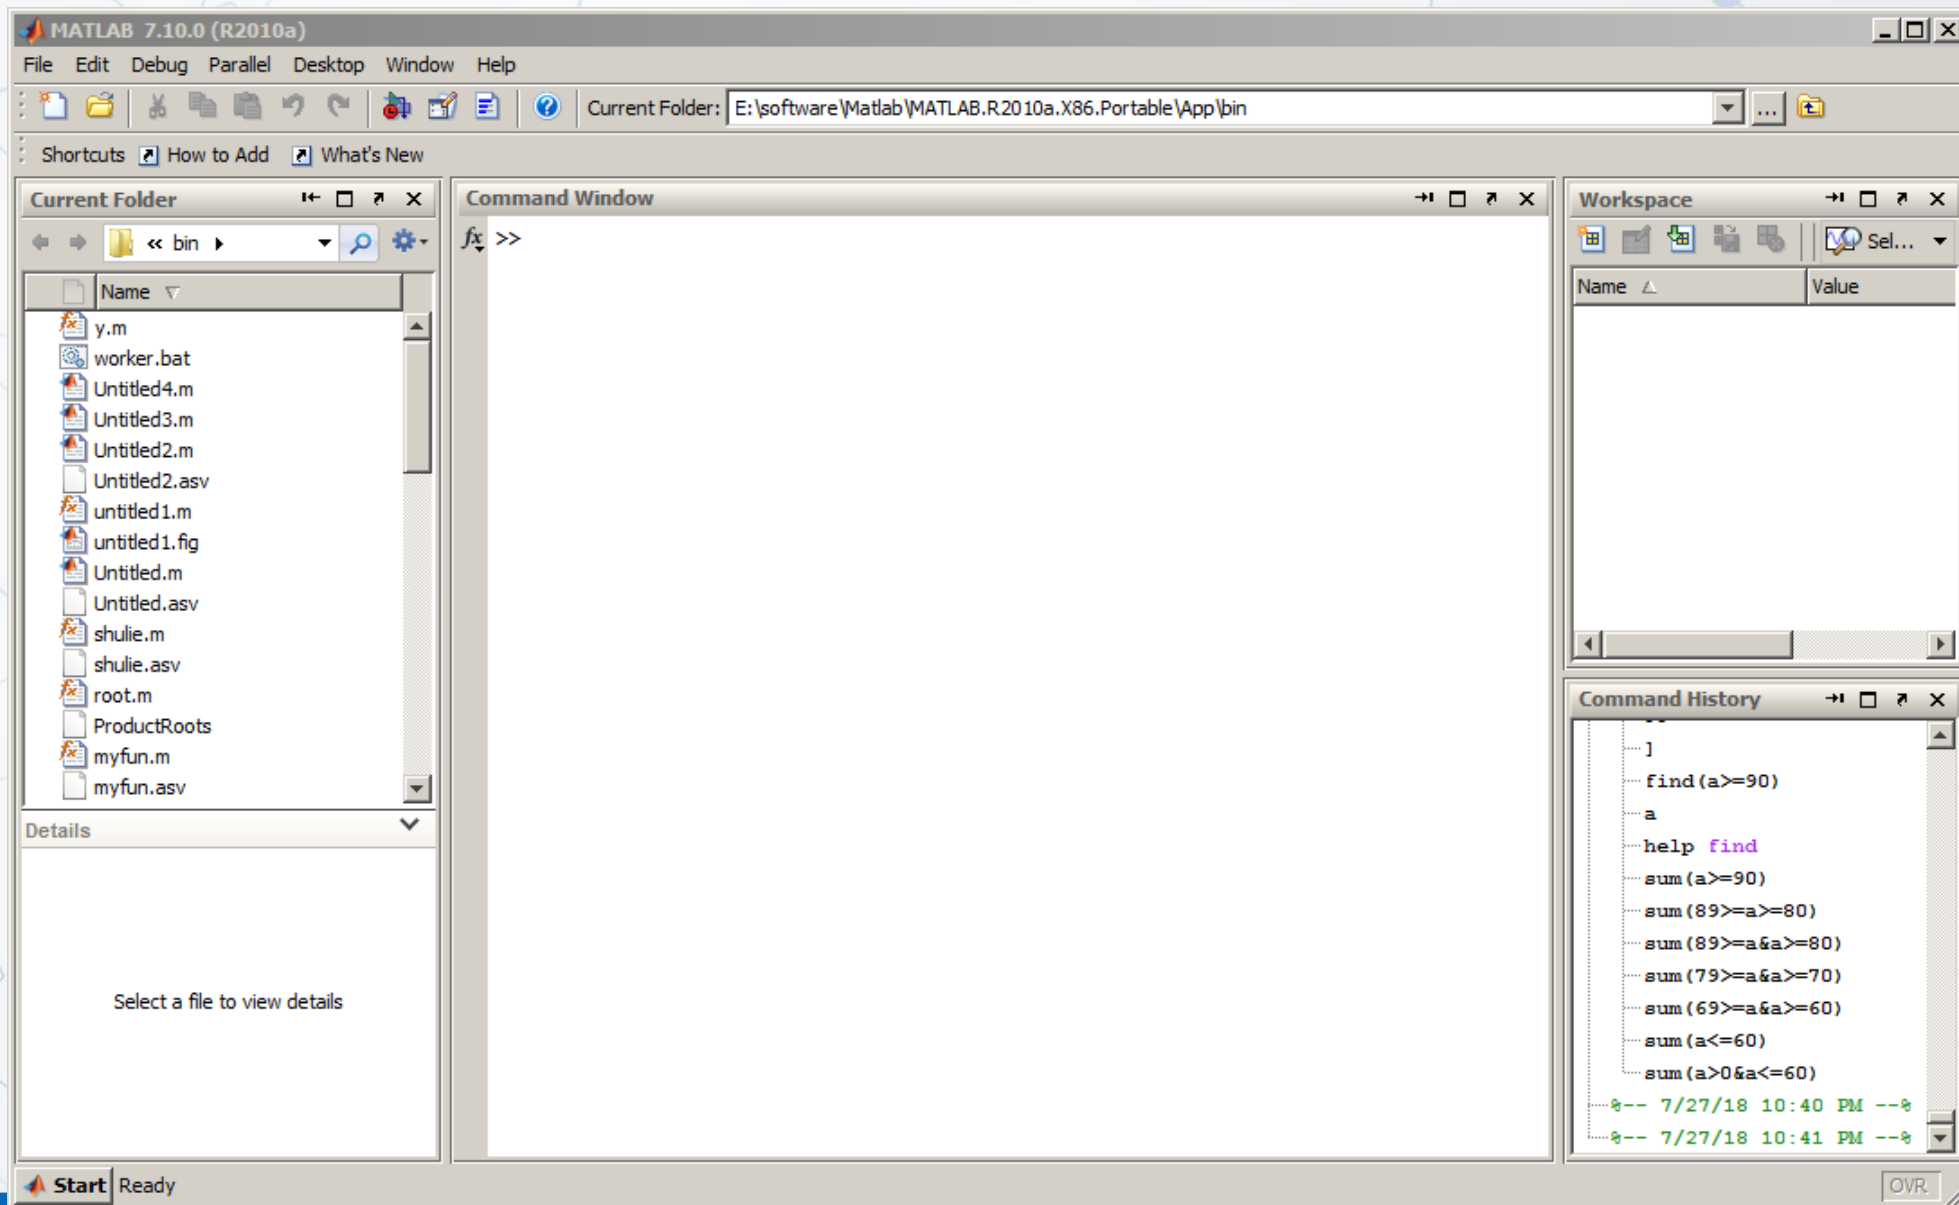 MATLAB 7.10.0 (R2010a)
File Edit Debug Parallel Desktop Window Help
Current Folder: E:\software\Matlab\MATLAB.R2010a.X86.Portable\App\bin ...
Shortcuts How to Add What's New
Current Folder
« bin
Name
y.m
worker.bat
Untitled4.m
Untitled3.m
Untitled2.m
Untitled2.asv
untitled1.m
untitled1.fig
Untitled.m
Untitled.asv
shulie.m
shulie.asv
root.m
ProductRoots
myfun.m
myfun.asv
Details
Select a file to view details
Command Window
fx >>
Workspace
Sel...
Name Value
Command History
]
find(a>=90)
a
help find
sum(a>=90)
sum(89>=a>=80)
sum(89>=a&a>=80)
sum(79>=a&a>=70)
sum(69>=a&a>=60)
sum(a<=60)
sum(a>0&a<=60)
%-- 7/27/18 10:40 PM --%
%-- 7/27/18 10:41 PM --%
Start Ready
OVR